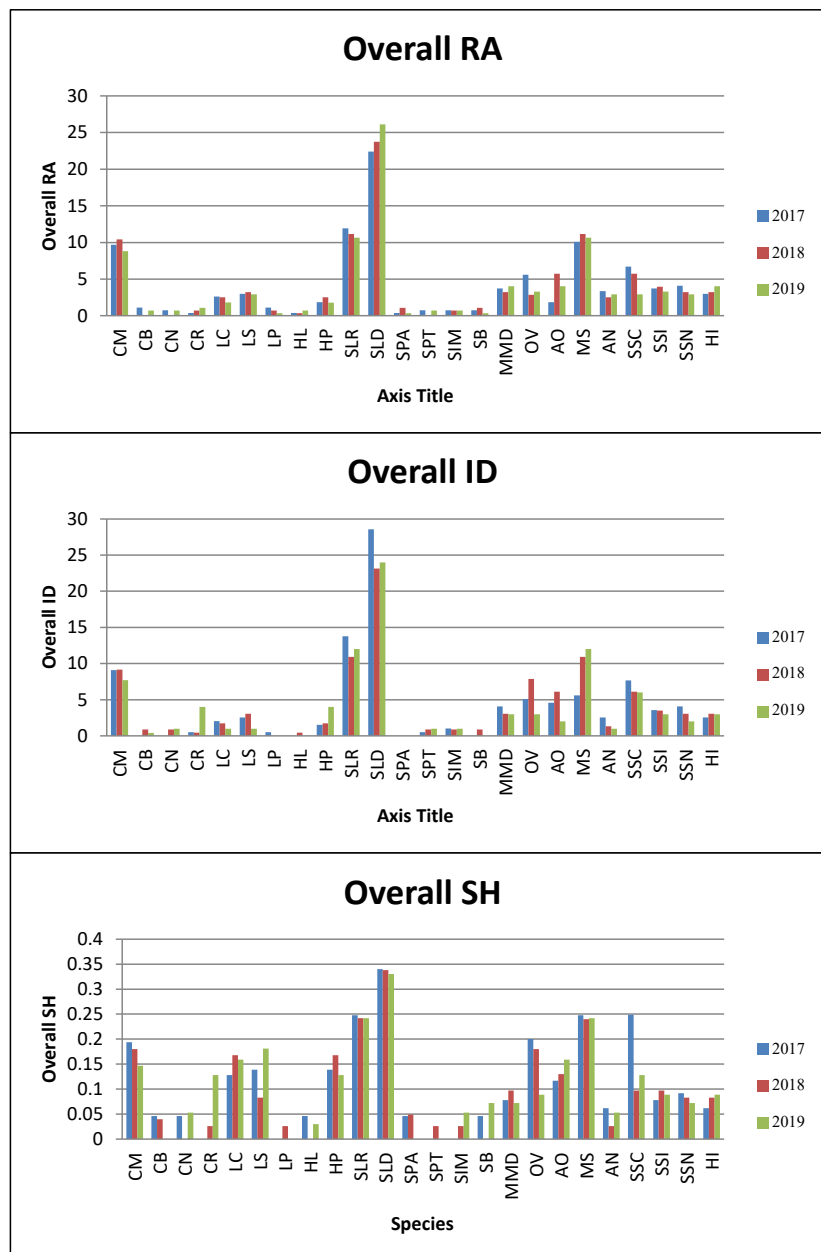 Overall RA
30
25
20
15
10
5
0
Overall RA
CM CB CN CR LC LS LP HL HP SLR SLD SPA SPT SIM SB MMD OV AO MS AN SSC SSI SSN HI
Axis Title
2017
2018
2019
Overall ID
30
25
20
15
10
5
0
Overall ID
CM CB CN CR LC LS LP HL HP SLR SLD SPA SPT SIM SB MMD OV AO MS AN SSC SSI SSN HI
Axis Title
2017
2018
2019
Overall SH
0.4
0.35
0.3
0.25
0.2
0.15
0.1
0.05
0
Overall SH
CM CB CN CR LC LS LP HL HP SLR SLD SPA SPT SIM SB MMD OV AO MS AN SSC SSI SSN HI
Species
2017
2018
2019